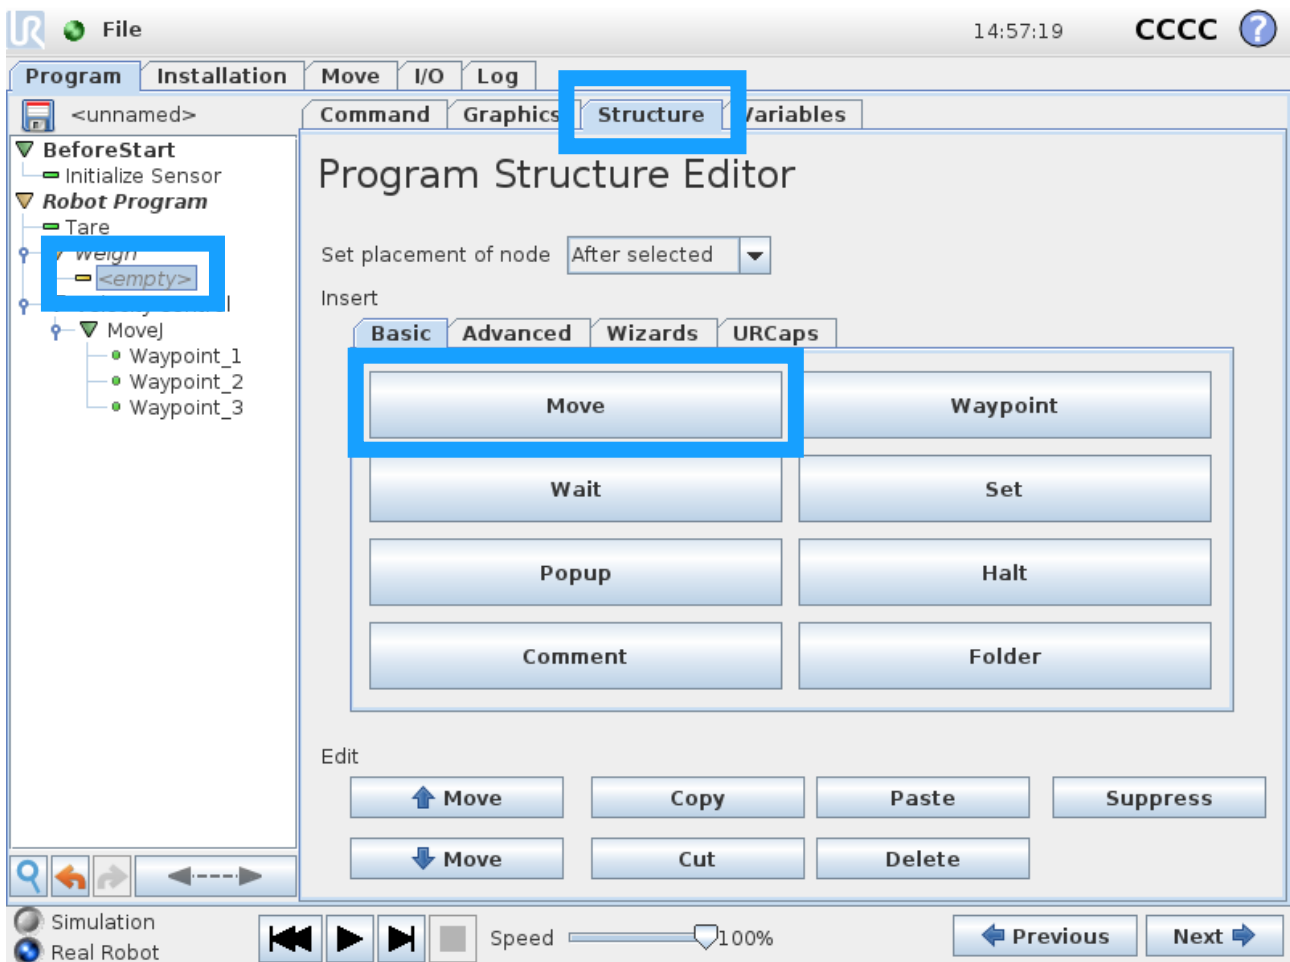 UR File 14:57:19 CCCC ?
Program Installation Move I/O Log
<unnamed> Command Graphics Structure Variables
BeforeStart
Initialize Sensor
Robot Program
Tare
Weigh
<empty>
MoveJ
Waypoint_1
Waypoint_2
Waypoint_3
Program Structure Editor
Set placement of node After selected
Insert
Basic Advanced Wizards URCaps
Move Waypoint
Wait Set
Popup Halt
Comment Folder
Edit
Move Copy Paste Suppress
Move Cut Delete
Simulation
Real Robot
Speed 100%
Previous Next